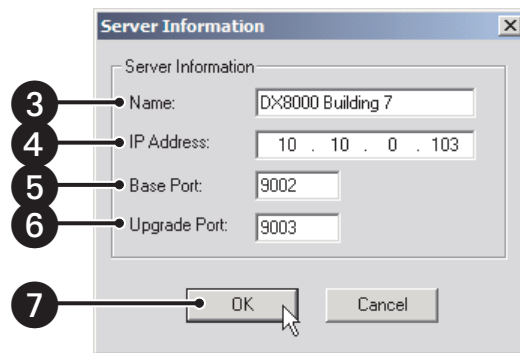 Server Information
Server Information
3 Name: DX8000 Building 7
4 IP Address: 10 . 10 . 0 . 103
5 Base Port: 9002
6 Upgrade Port: 9003
7 OK Cancel